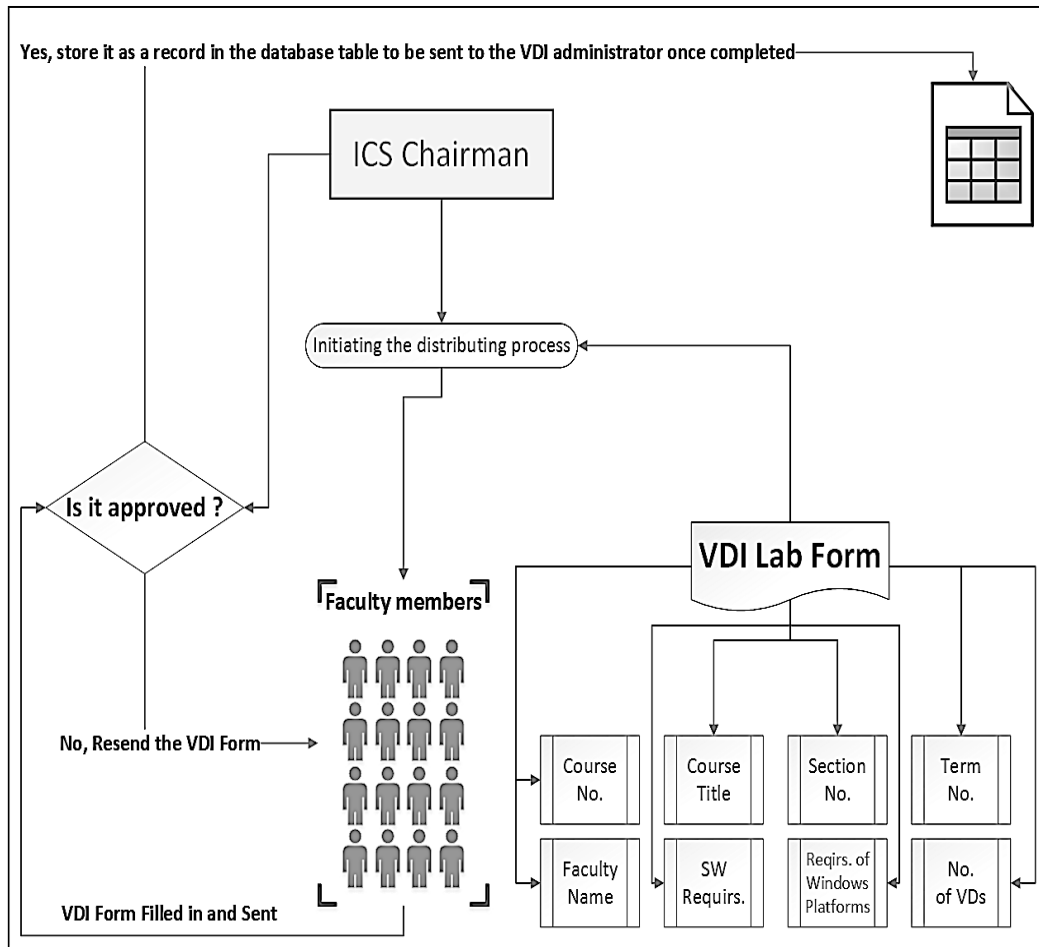 Yes, store it as a record in the database table to be sent to the VDI administrator once completed
ICS Chairman
Initiating the distributing process
Is it approved ?
VDI Lab Form
Faculty members
No, Resend the VDI Form
Course
No.
Course
Title
Section
No.
Term
No.
Faculty
Name
SW
Requirs.
Reqirs. of
Windows
Platforms
No.
of VDs
VDI Form Filled in and Sent